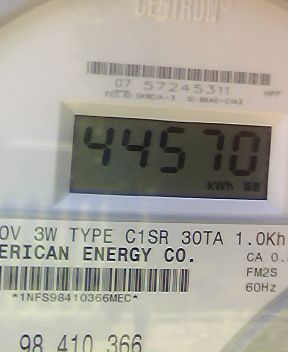 CENTRON®
07 57245311
44570
kWh
0V 3W TYPE C1SR 30TA 1.0Kh
ERICAN ENERGY CO.
CA 0.
FM2S
60Hz
*1NFS98410366MEC*
98 410 366